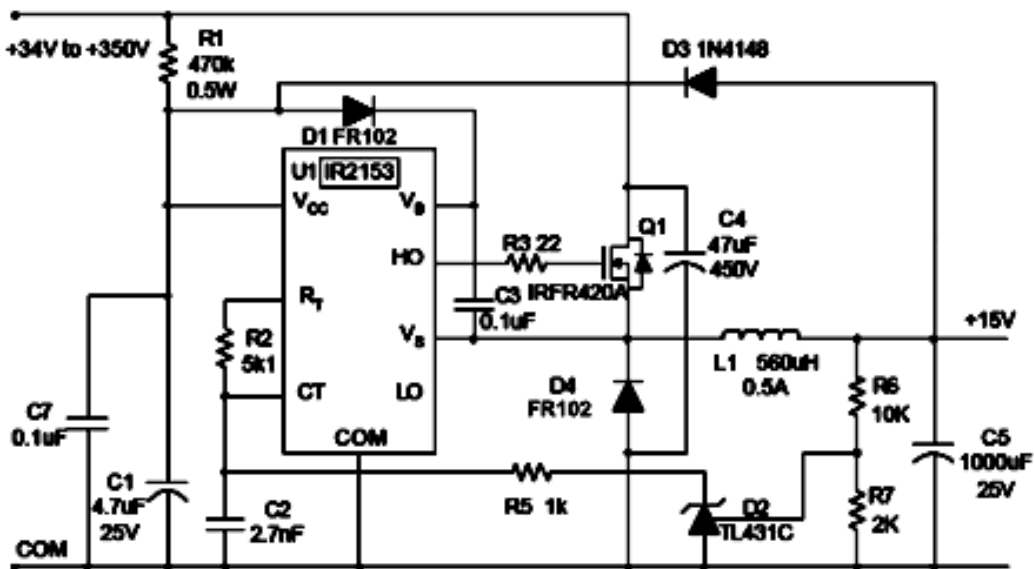 +34V to +350V
R1
470k
0.5W
D3 1N4148
D1 FR102
U1 IR2153
VCC
VB
HO
RT
VS
CT
LO
COM
R3 22
Q1
IRFR420A
C4
47uF
450V
C3
0.1uF
R2
5k1
+15V
L1 560uH
0.5A
D4
FR102
R6
10K
C7
0.1uF
C1
4.7uF
25V
C2
2.7nF
R5 1k
D2
TL431C
R7
2K
C5
1000uF
25V
COM